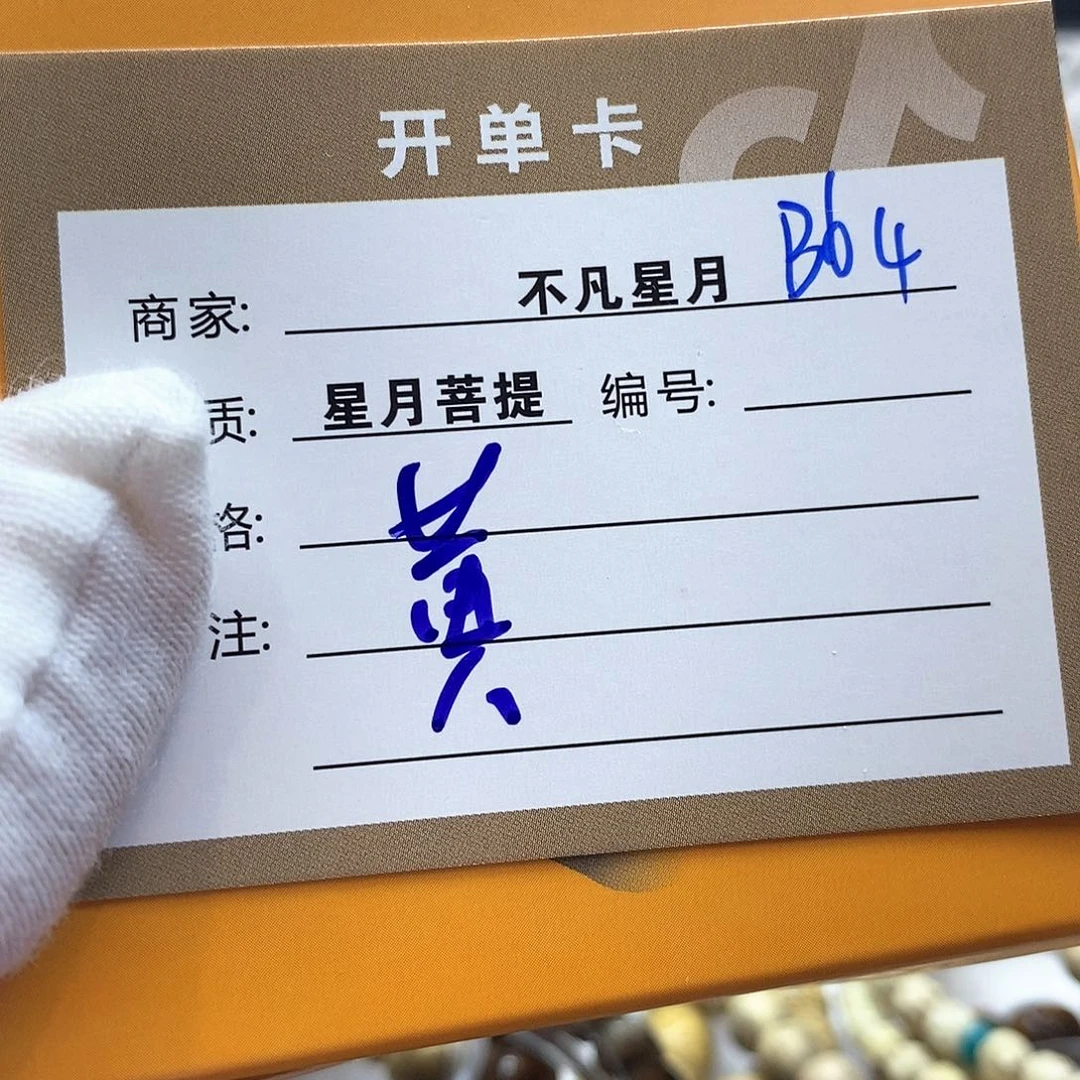 开单卡
商家: 不凡星月 B64
质: 星月菩提 编号:
格:
黄
注: